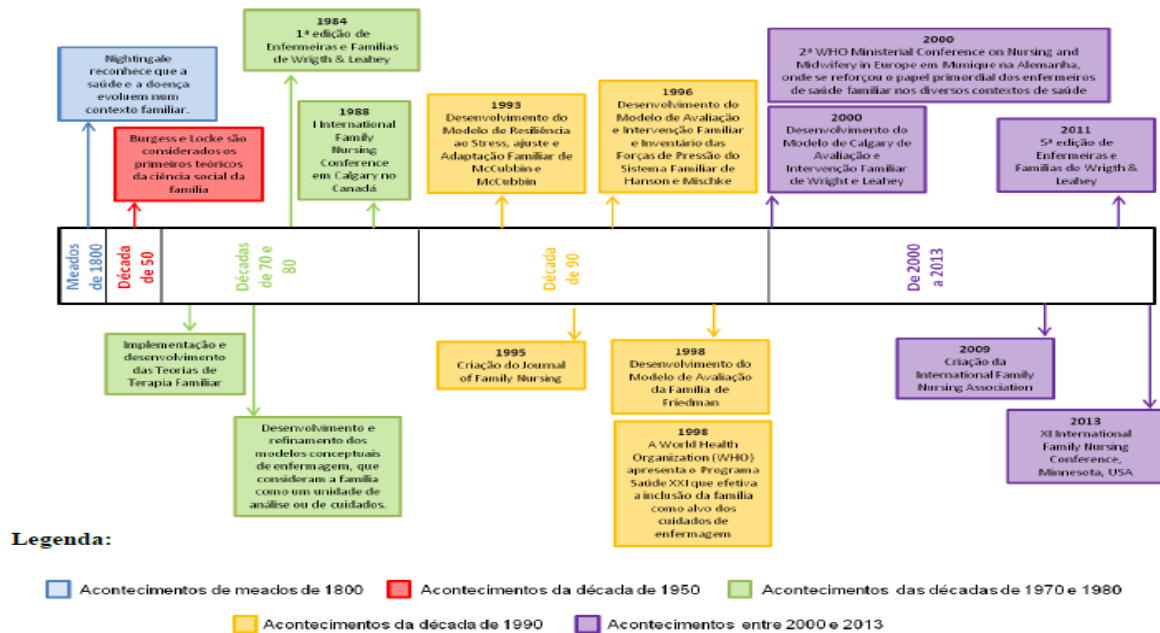 1984
1ª edição de
Enfermeiras e Famílias
de Wrigth & Leahey
2000
2ª WHO Ministerial Conference on Nursing and
Midwifery in Europe em Munique na Alemanha,
onde se reforçou o papel primordial dos enfermeiros
de saúde familiar nos diversos contextos de saúde
Nightingale
reconhece que a
saúde e a doença
evoluem num
contexto familiar.
Burgess e Locke são
considerados os
primeiros teóricos
da ciência social da
família
1988
I International
Family
Nursing
Conference
em Calgary no
Canadá
1993
Desenvolvimento do
Modelo de Resiliência
ao Stress, ajuste e
Adaptação Familiar de
McCubbin e
McCubbin
1996
Desenvolvimento do
Modelo de Avaliação
e Intervenção Familiar
e Inventário das
Forças de Pressão do
Sistema Familiar de
Hanson e Mischke
2000
Desenvolvimento do
Modelo de Calgary de
Avaliação e
Intervenção Familiar
de Wright e Leahey
2011
5ª edição de
Enfermeiras e
Famílias de Wrigth &
Leahey
Meados
de 1800
Década
de 50
Décadas
de 70 e
80
Década
de 90
De 2000
a 2013
Implementação e
desenvolvimento
das Teorias de
Terapia Familiar
Desenvolvimento e
refinamento dos
modelos conceptuais
de enfermagem, que
consideram a família
como um unidade de
análise ou de cuidados.
1995
Criação do Journal
of Family Nursing
1998
Desenvolvimento do
Modelo de Avaliação
da Família de
Friedman
1998
A World Health
Organization (WHO)
apresenta o Programa
Saúde XXI que efetiva
a inclusão da família
como alvo dos
cuidados de
enfermagem
2009
Criação da
International Family
Nursing Association
2013
XI International
Family Nursing
Conference,
Minnesota, USA
Legenda:
Acontecimentos de meados de 1800
Acontecimentos da década de 1950
Acontecimentos das décadas de 1970 e 1980
Acontecimentos da década de 1990
Acontecimentos entre 2000 e 2013